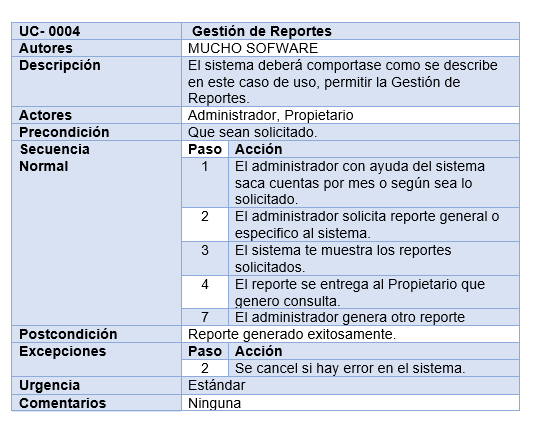 UC- 0004 Gestión de Reportes
Autores MUCHO SOFWARE
Descripción El sistema deberá comportase como se describe
en este caso de uso, permitir la Gestión de
Reportes.
Actores Administrador, Propietario
Precondición Que sean solicitado.
Secuencia Paso Acción
Normal 1 El administrador con ayuda del sistema
saca cuentas por mes o según sea lo
solicitado.
2 El administrador solicita reporte general o
especifico al sistema.
3 El sistema te muestra los reportes
solicitados.
4 El reporte se entrega al Propietario que
genero consulta.
7 El administrador genera otro reporte
Postcondición Reporte generado exitosamente.
Excepciones Paso Acción
2 Se cancel si hay error en el sistema.
Urgencia Estándar
Comentarios Ninguna